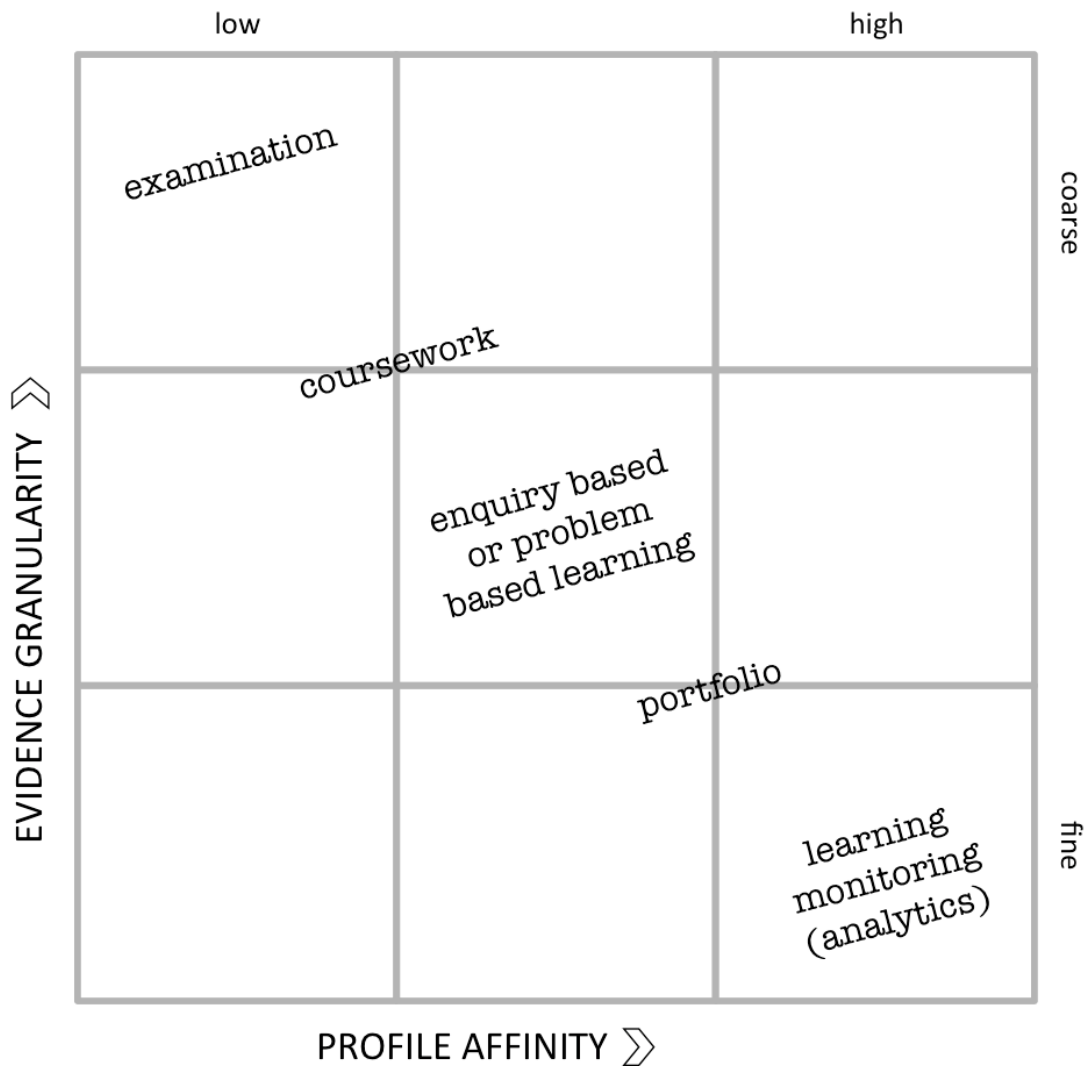 low
high
examination
coarse
coursework
enquiry based
or problem
based learning
EVIDENCE GRANULARITY
portfolio
learning
monitoring
(analytics)
fine
PROFILE AFFINITY